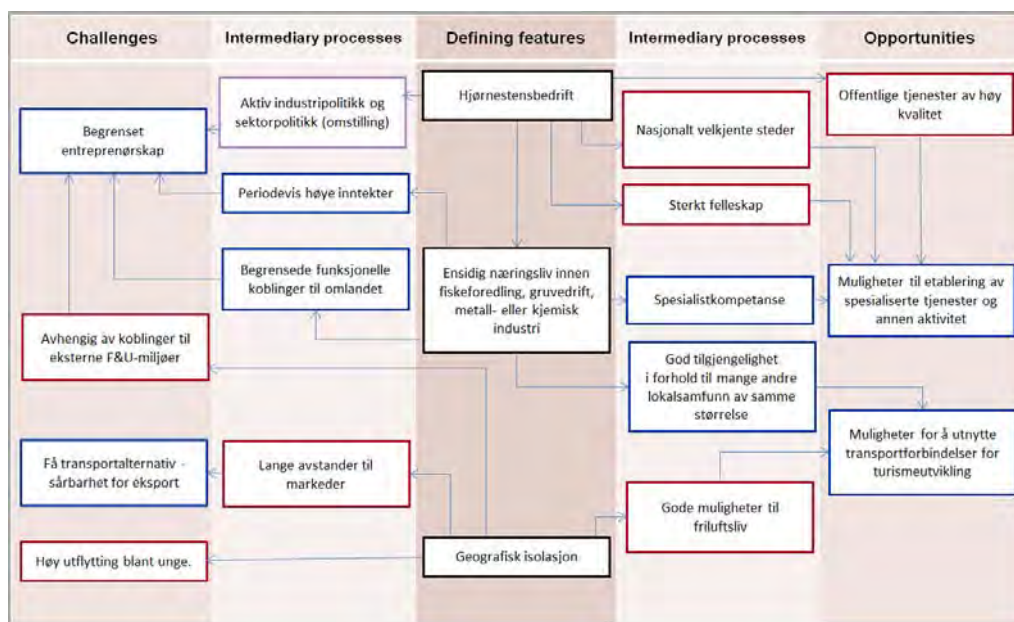 Challenges
Intermediary processes
Defining features
Intermediary processes
Opportunities
Begrenset
entreprenørskap
Avhengig av koblinger til
eksterne F&U-miljøer
Få transportalternativ -
sårbarhet for eksport
Høy utflytting blant unge.
Aktiv industripolitikk og
sektorpolitikk (omstilling)
Periodevis høye inntekter
Begrensede funksjonelle
koblinger til omlandet
Lange avstander til
markeder
Hjørnestensbedrift
Ensidig næringsliv innen
fiskeforedling, gruvedrift,
metall- eller kjemisk
industri
Geografisk isolasjon
Nasjonalt velkjente steder
Sterkt felleskap
Spesialistkompetanse
God tilgjengelighet
i forhold til mange andre
lokalsamfunn av samme
størrelse
Gode muligheter til
friluftsliv
Offentlige tjenester av høy
kvalitet
Muligheter til etablering av
spesialiserte tjenester og
annen aktivitet
Muligheter for å utnytte
transportforbindelser for
turismeutvikling